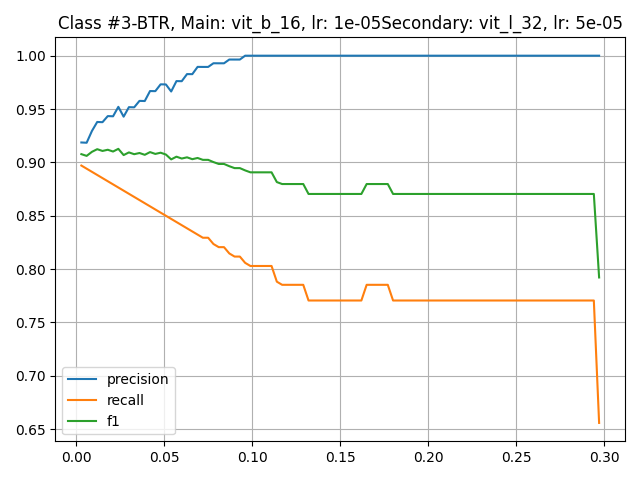 Class #3-BTR, Main: vit_b_16, lr: 1e-05Secondary: vit_l_32, lr: 5e-05
1.00
0.95
0.90
0.85
0.80
0.75
0.70
0.65
precision
recall
f1
0.00 0.05 0.10 0.15 0.20 0.25 0.30